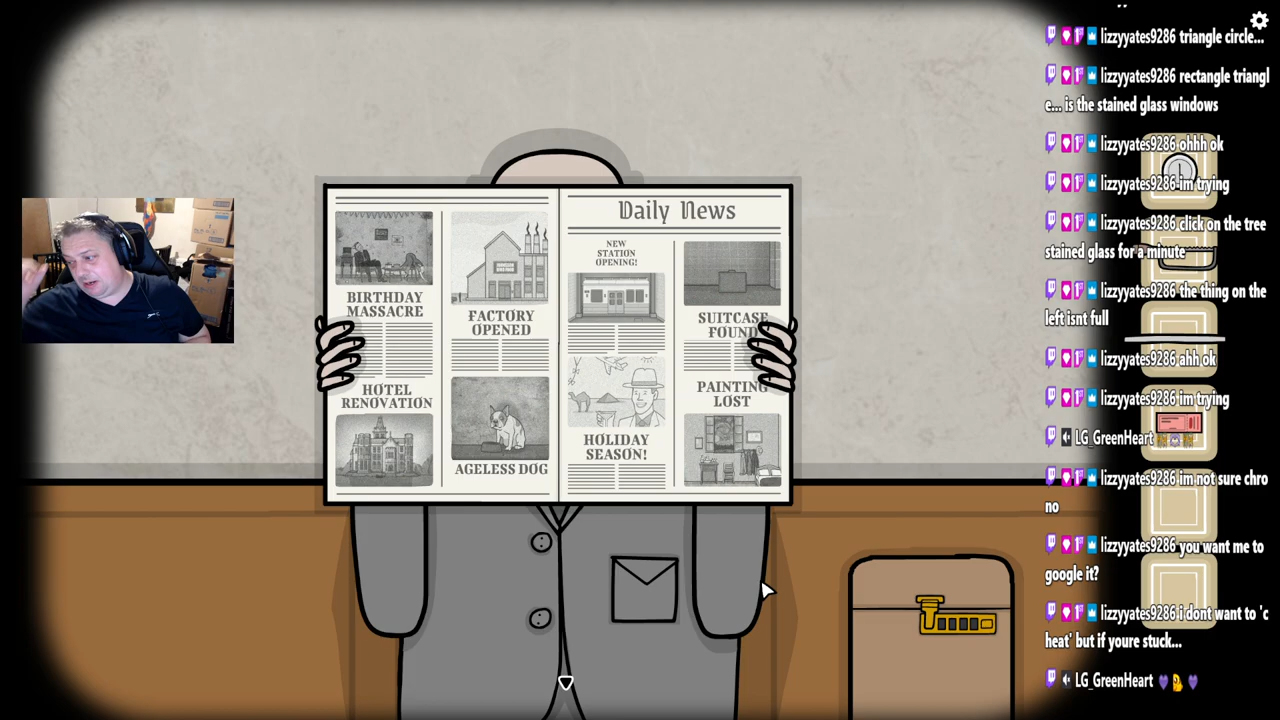 Daily News
BIRTHDAY
MASSACRE
HOTEL
RENOVATION
FACTORY
OPENED
AGELESS DOG
NEW
STATION
OPENING!
HOLIDAY
SEASON!
SUITCASE
FOUND
PAINTING
LOST
lizzyyates9286 triangle circle...
lizzyyates9286 rectangle triangl
e... is the stained glass windows
lizzyyates9286 ohhh ok
lizzyyates9286 im trying
lizzyyates9286 click on the tree
stained glass for a minute
lizzyyates9286 the thing on the
left isnt full
lizzyyates9286 ahh ok
lizzyyates9286 im trying
LG_GreenHeart
lizzyyates9286 im not sure chro
no
lizzyyates9286 you want me to
google it?
lizzyyates9286 i dont want to 'c
heat' but if youre stuck...
LG_GreenHeart